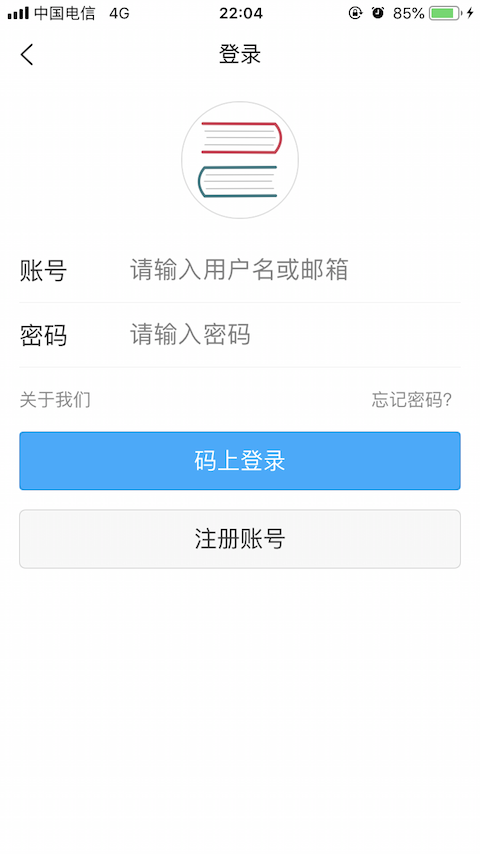 中国电信 4G 22:04 85%
登录
账号 请输入用户名或邮箱
密码 请输入密码
关于我们 忘记密码?
码上登录
注册账号